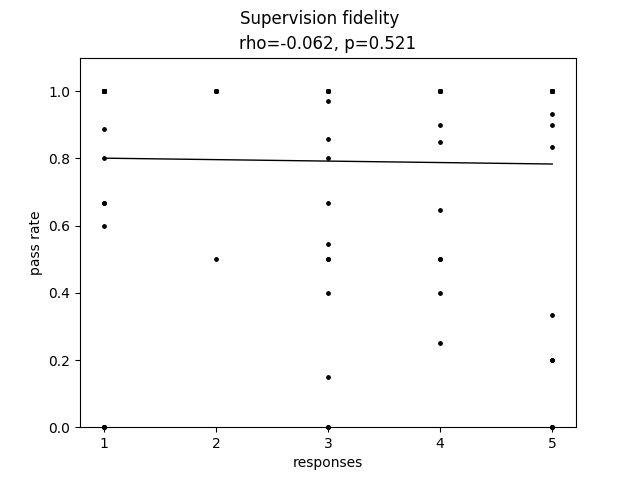 Supervision fidelity
rho=-0.062, p=0.521
1.0
0.8
0.6
0.4
0.2
0.0
pass rate
1 2 3 4 5
responses